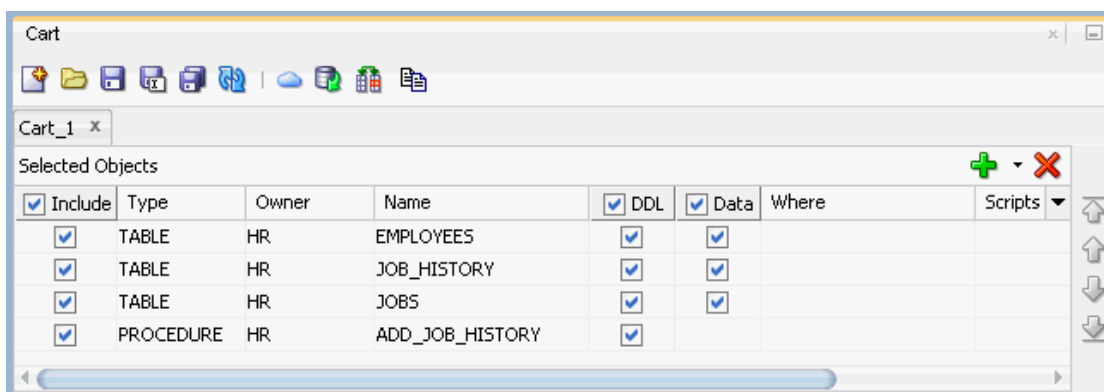 Cart
Cart_1
Selected Objects
Include Type Owner Name DDL Data Where Scripts
TABLE HR EMPLOYEES
TABLE HR JOB_HISTORY
TABLE HR JOBS
PROCEDURE HR ADD_JOB_HISTORY